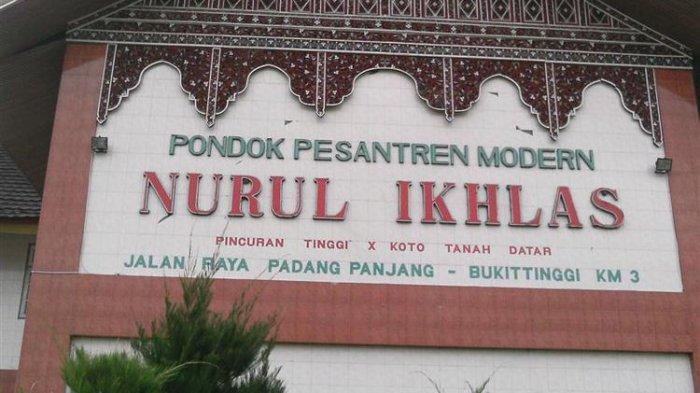 PONDOK PESANTREN MODERN
NURUL IKHLAS
PINCURAN TINGGI X KOTO TANAH DATAR
JALAN RAYA PADANG PANJANG - BUKITTINGGI KM 3